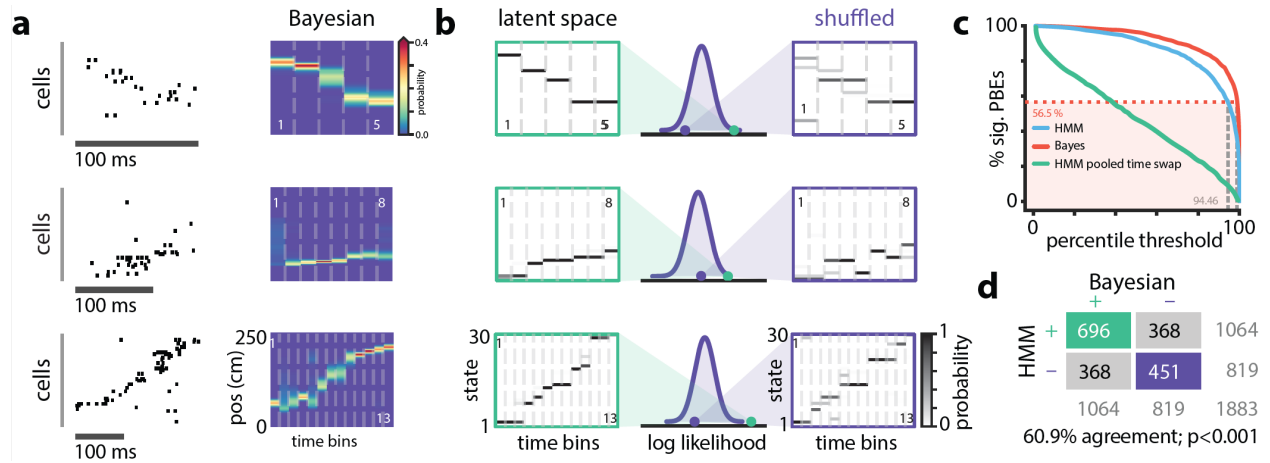 a
Bayesian
cells
100 ms
0.4
probability
0.0
1
5
cells
100 ms
1
8
cells
100 ms
250
pos (cm)
0
1
13
time bins
b
latent space
shuffled
1
5
1
5
1
8
1
8
30
state
1
1
13
time bins
log likelihood
30
state
1
1
13
time bins
1
probability
0
c
100
% sig. PBEs
0
56.5 %
HMM
Bayes
HMM pooled time swap
94.46
0
100
percentile threshold
d
Bayesian
+ −
HMM
+ 696 368 1064
− 368 451 819
1064 819 1883
60.9% agreement; p<0.001